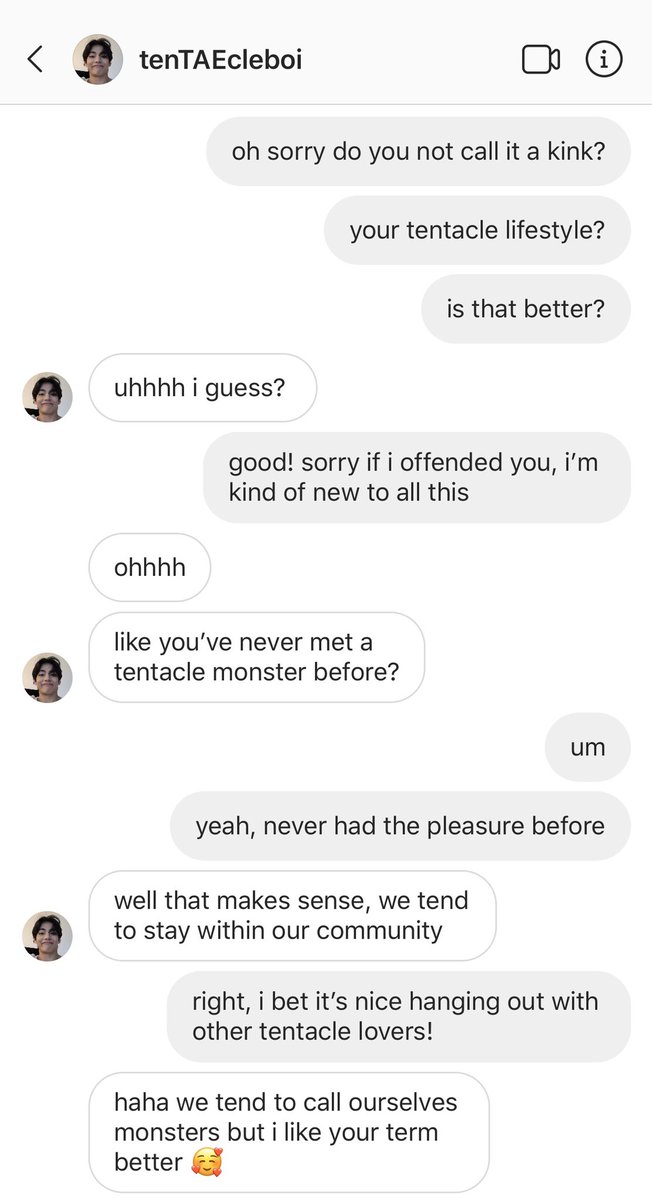 tenTAEcleboi
oh sorry do you not call it a kink?
your tentacle lifestyle?
is that better?
uhhhh i guess?
good! sorry if i offended you, i’m
kind of new to all this
ohhhh
like you’ve never met a
tentacle monster before?
um
yeah, never had the pleasure before
well that makes sense, we tend
to stay within our community
right, i bet it’s nice hanging out with
other tentacle lovers!
haha we tend to call ourselves
monsters but i like your term
better 🥰